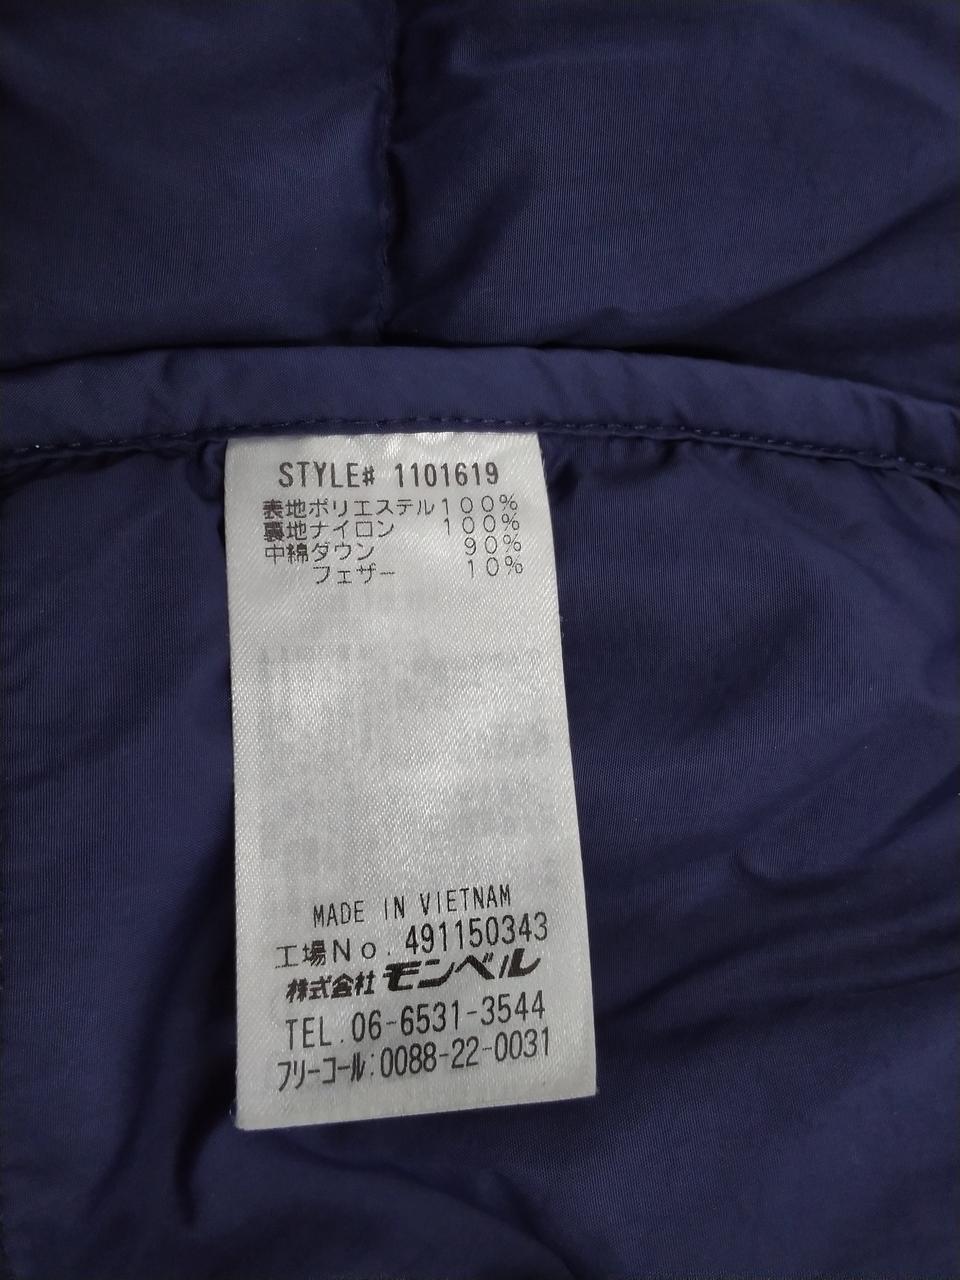 STYLE# 1101619
表地ポリエステル100%
裏地ナイロン 100%
中綿ダウン 90%
フェザー 10%
MADE IN VIETNAM
工場No. 491150343
株式会社モンベル
TEL.06-6531-3544
フリーコール:0088-22-0031